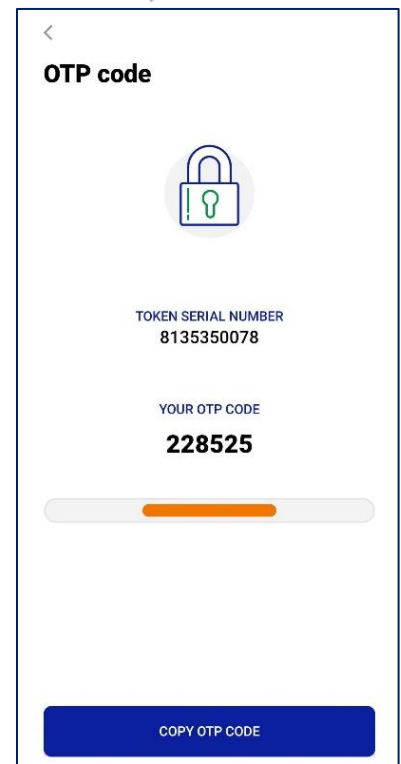 OTP code
TOKEN SERIAL NUMBER
8135350078
YOUR OTP CODE
228525
COPY OTP CODE